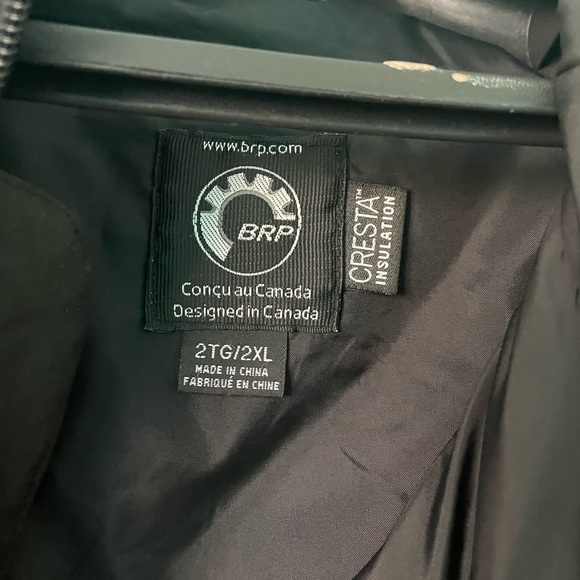 www.brp.com
BRP
Conçu au Canada
Designed in Canada
CRESTA™
INSULATION
2TG/2XL
MADE IN CHINA
FABRIQUÉ EN CHINE